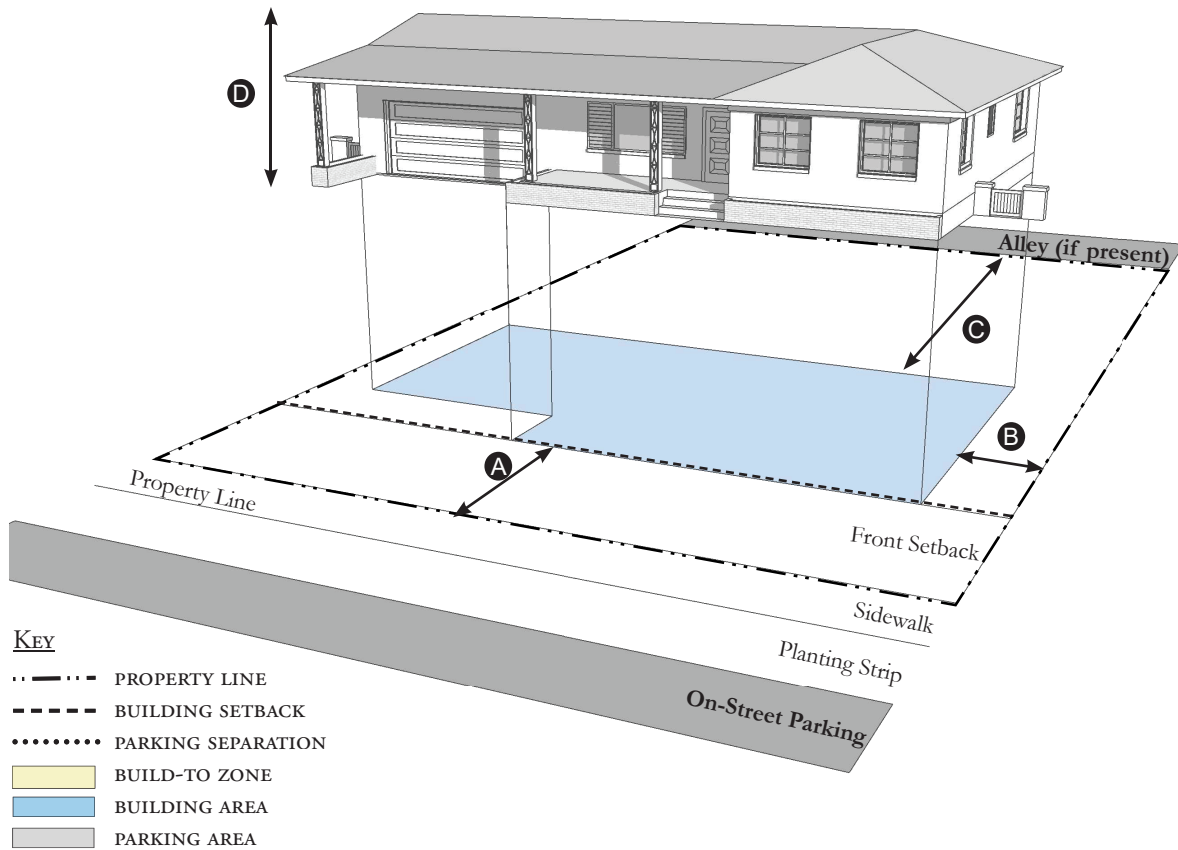 D
Alley (if present)
C
B
A
Property Line
Front Setback
Sidewalk
Planting Strip
On-Street Parking
KEY
PROPERTY LINE
BUILDING SETBACK
PARKING SEPARATION
BUILD-TO ZONE
BUILDING AREA
PARKING AREA